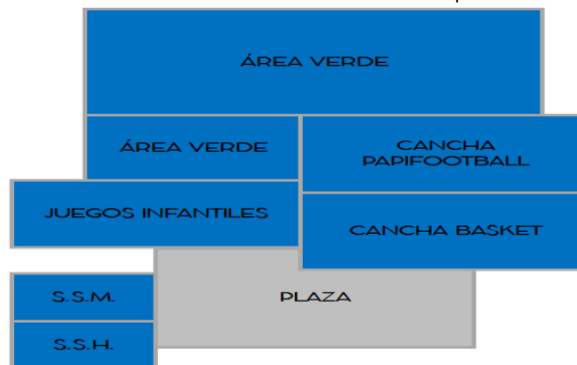 ÁREA VERDE
ÁREA VERDE
CANCHA
PAPIFOOTBALL
JUEGOS INFANTILES
CANCHA BASKET
S.S.M.
PLAZA
S.S.H.